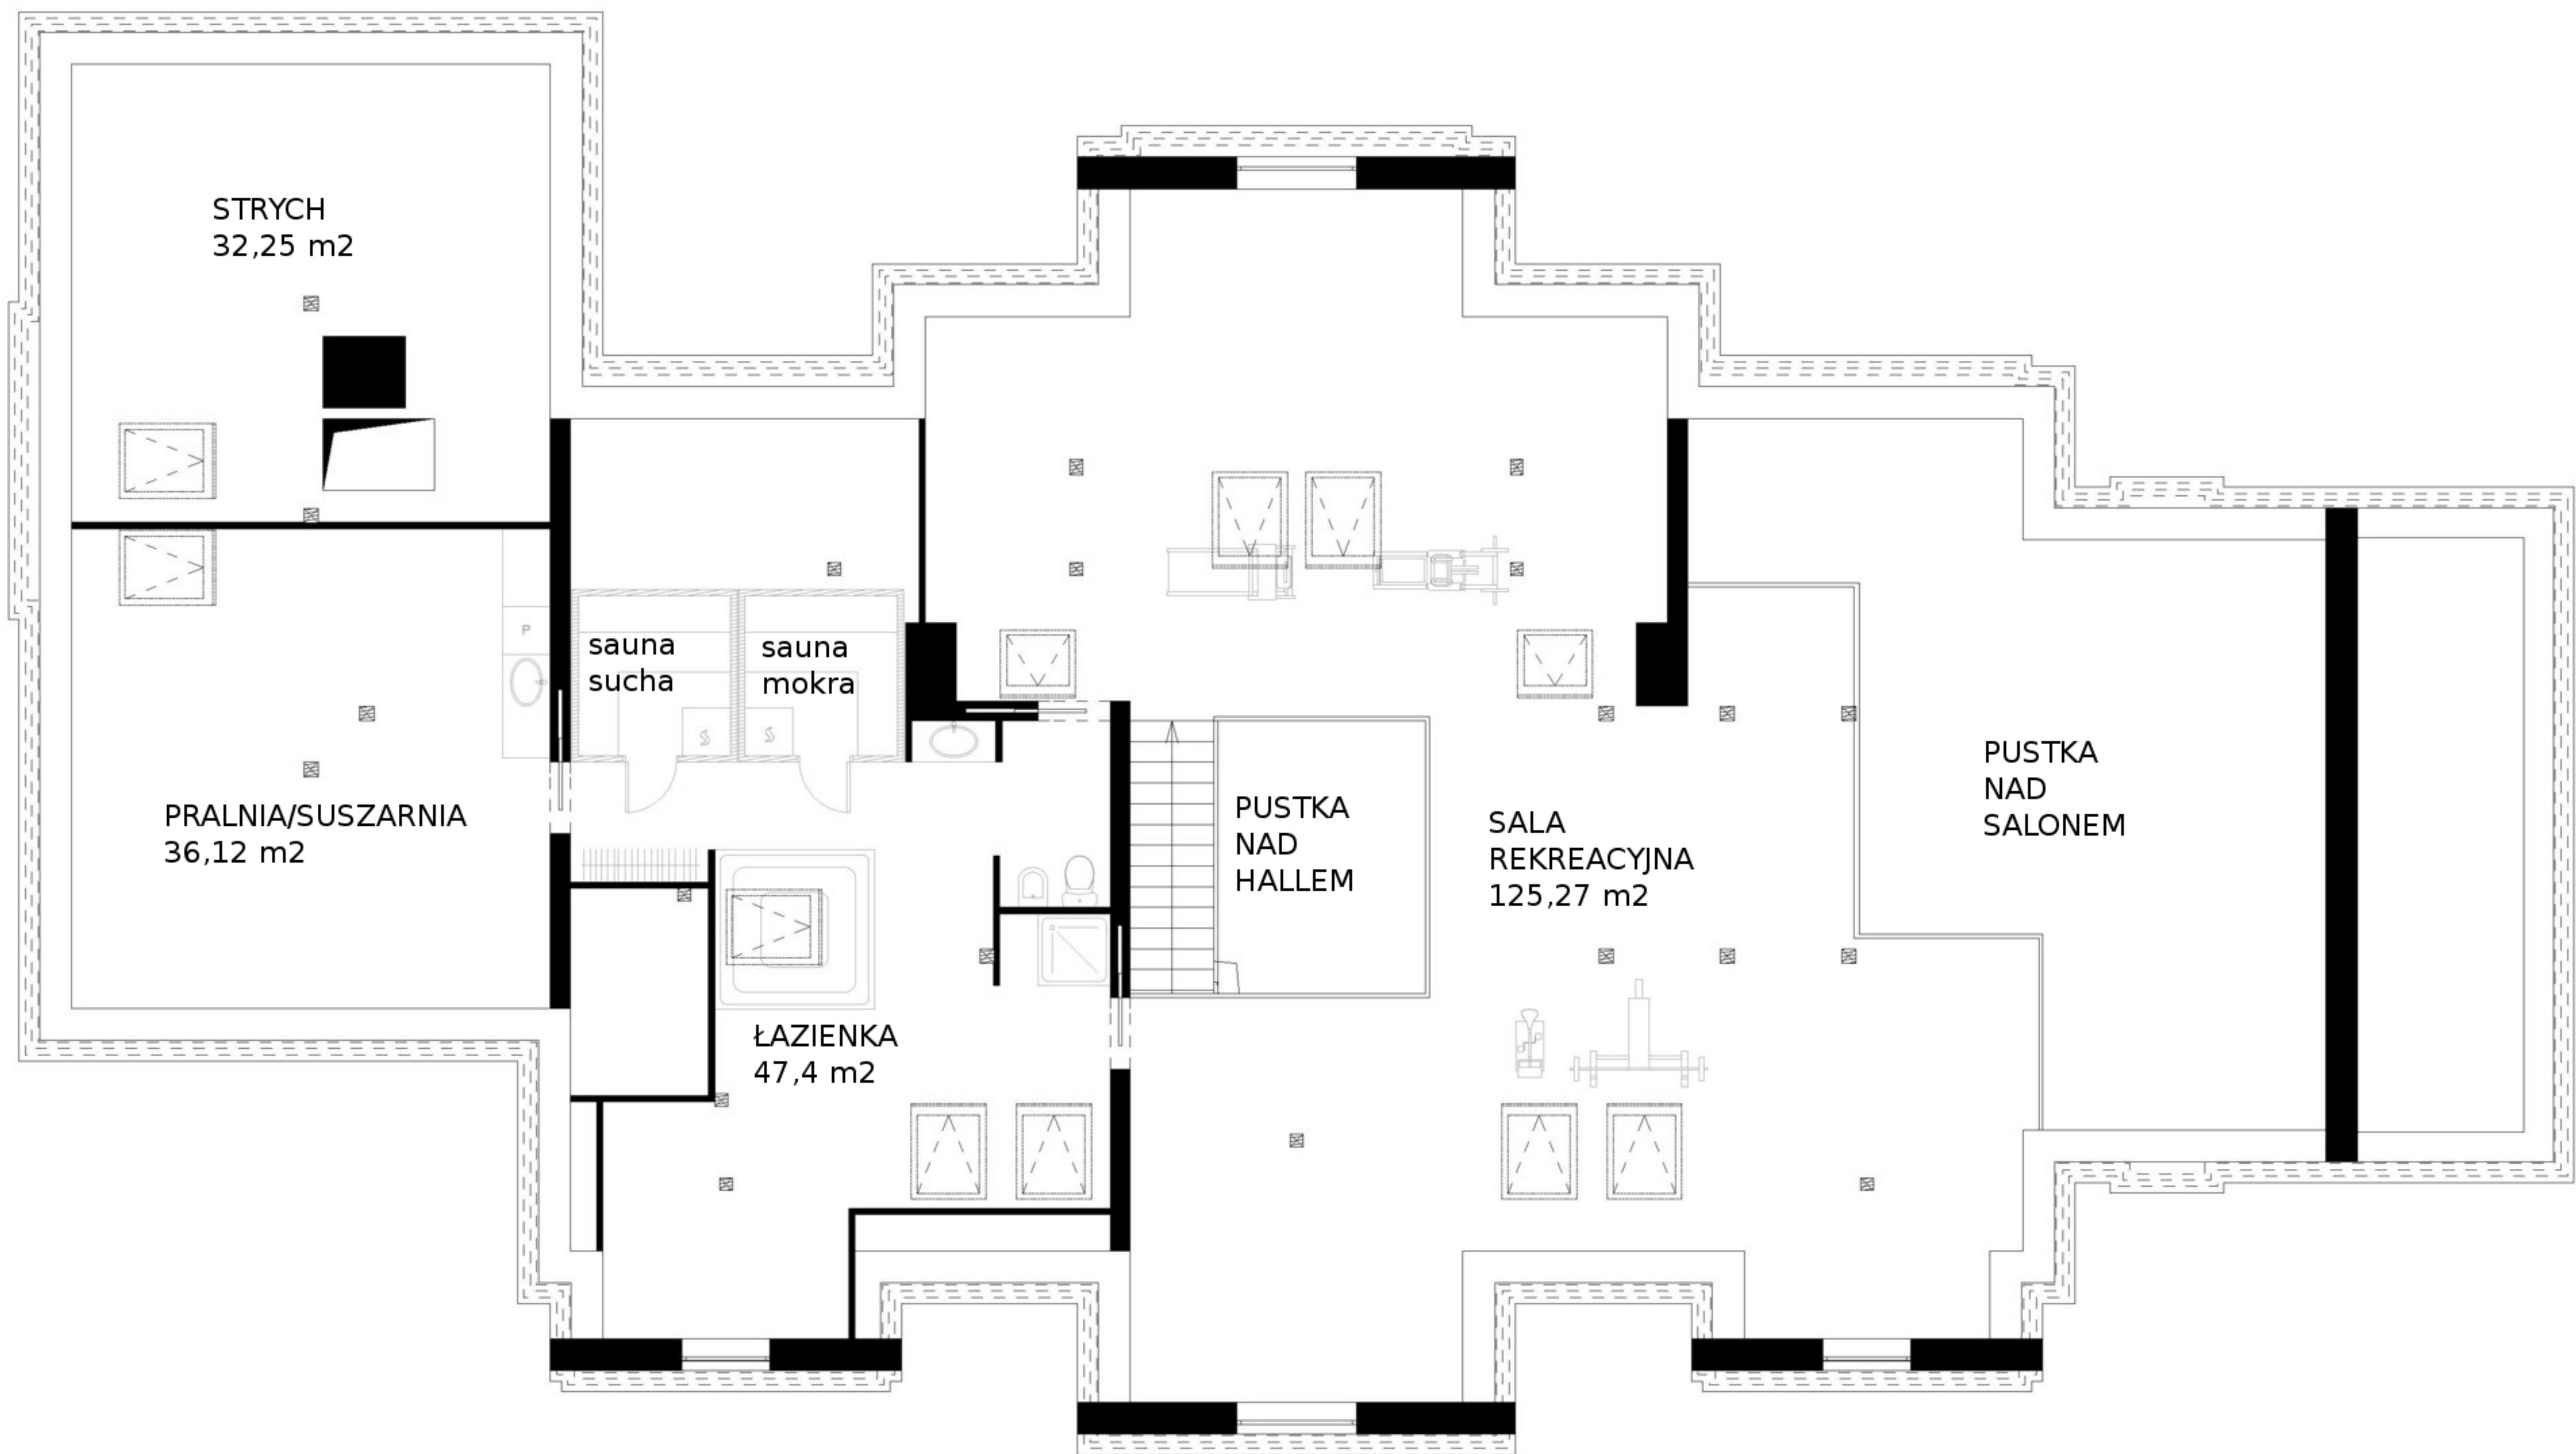 STRYCH
32,25 m2
P
sauna
sucha
sauna
mokra
PRALNIA/SUSZARNIA
36,12 m2
PUSTKA
NAD
HALLEM
SALA
REKREACYJNA
125,27 m2
PUSTKA
NAD
SALONEM
ŁAZIENKA
47,4 m2